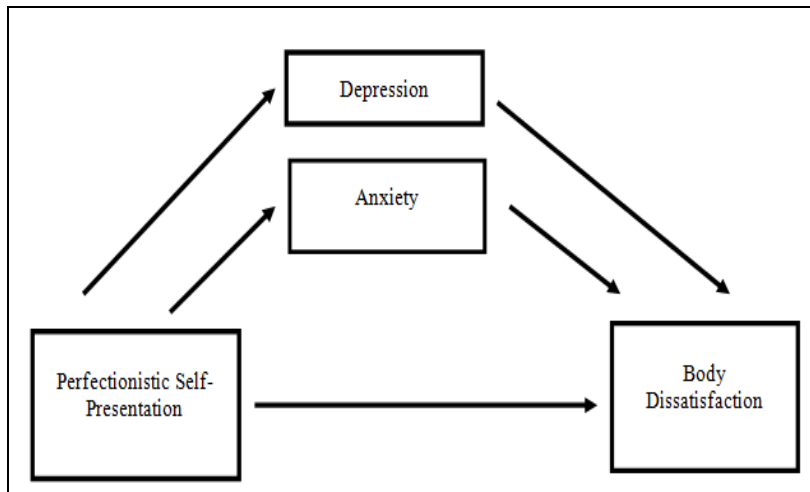 Depression
Anxiety
Perfectionistic Self-
Presentation
Body
Dissatisfaction